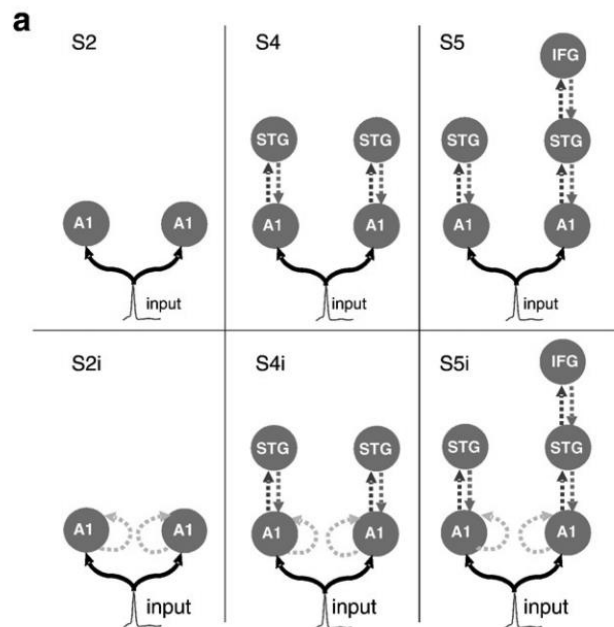 a
S2
A1 A1
input
S4
STG STG
A1 A1
input
S5
IFG
STG STG
A1 A1
input
S2i
A1 A1
input
S4i
STG STG
A1 A1
input
S5i
IFG
STG STG
A1 A1
input